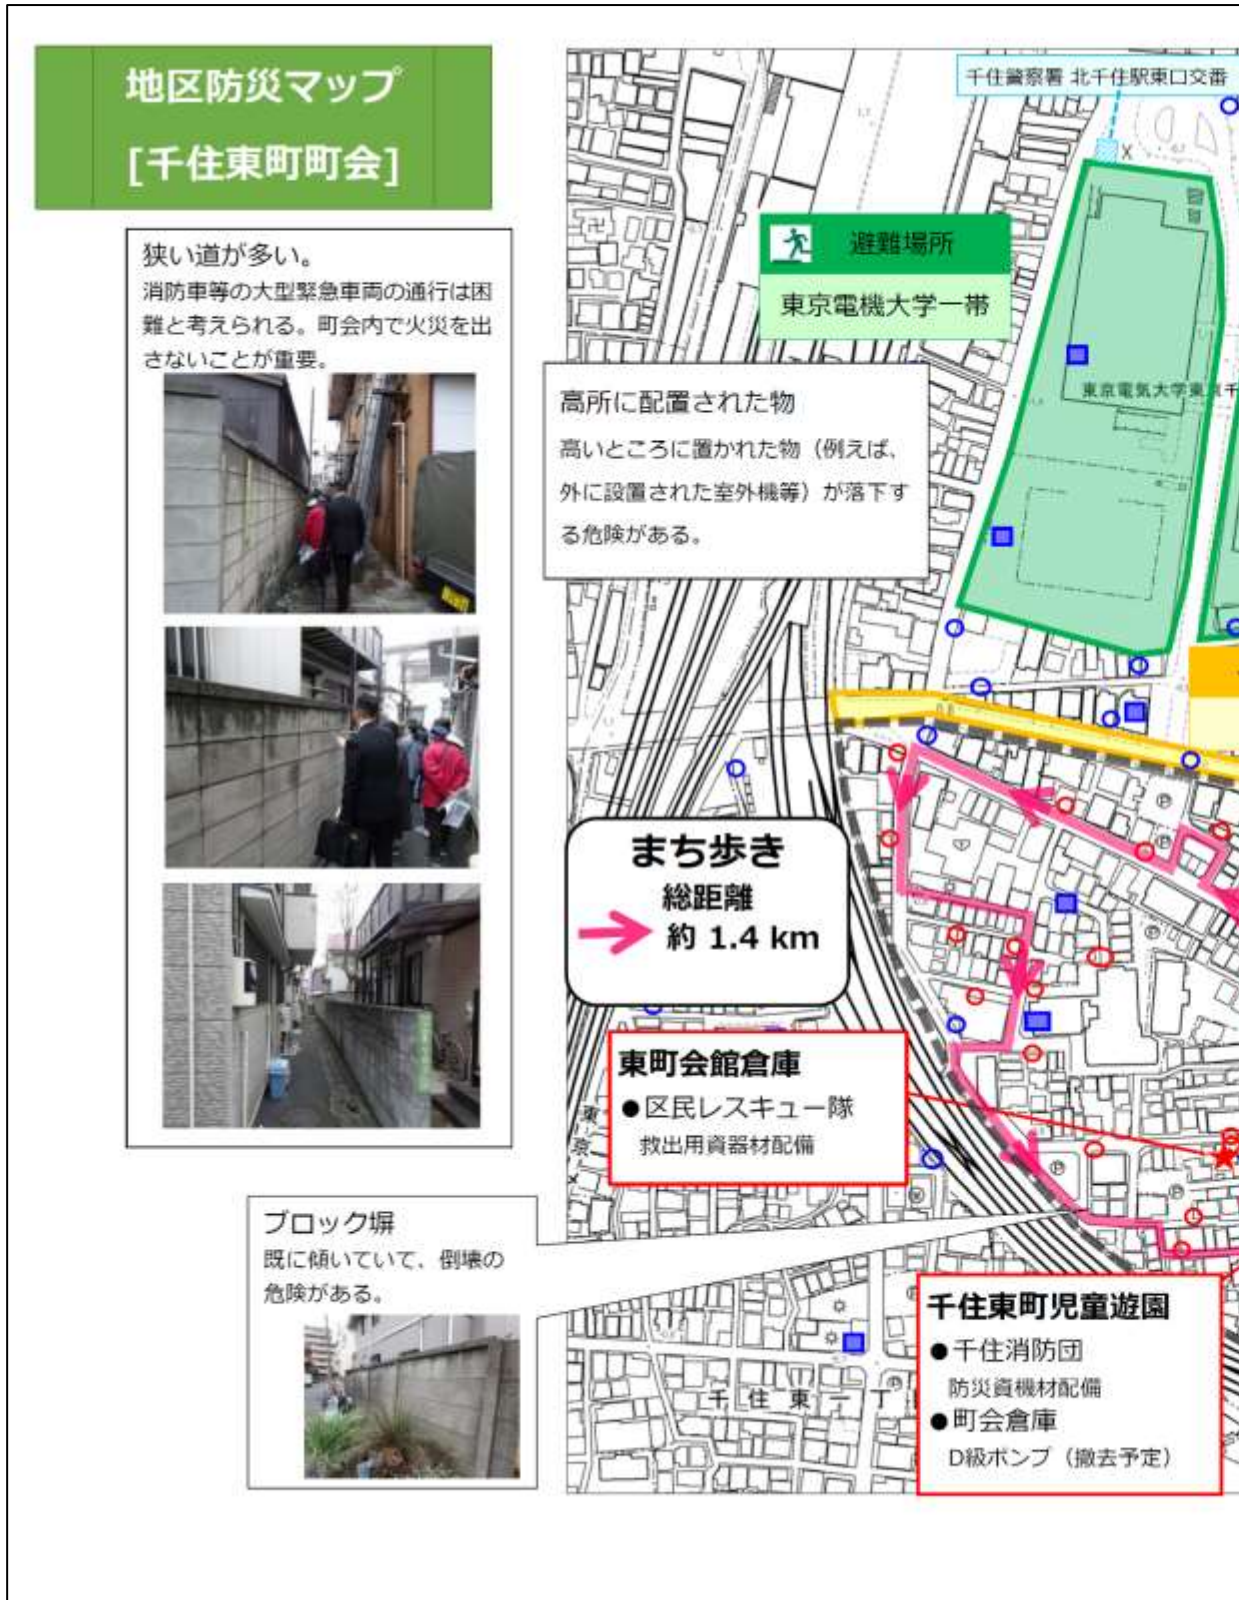 地区防災マップ
[千住東町町会]
狭い道が多い。
消防車等の大型緊急車両の通行は困
難と考えられる。町会内で火災を出
さないことが重要。
千住警察署 北千住駅東口交番
X
避難場所
東京電機大学一帯
東京電気大学東京千
高所に配置された物
高いところに置かれた物（例えば、
外に設置された室外機等）が落下す
る危険がある。
まち歩き
総距離
約 1.4 km
東町会館倉庫
●区民レスキュー隊
救出用資器材配備
東
京
ブロック塀
既に傾いていて、倒壊の
危険がある。
千住東町児童遊園
●千住消防団
防災資機材配備
●町会倉庫
D級ポンプ（撤去予定）
千住東一丁